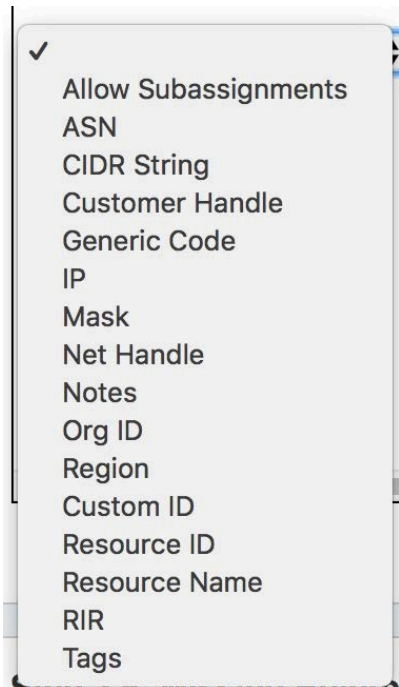 ✓
Allow Subassignments
ASN
CIDR String
Customer Handle
Generic Code
IP
Mask
Net Handle
Notes
Org ID
Region
Custom ID
Resource ID
Resource Name
RIR
Tags